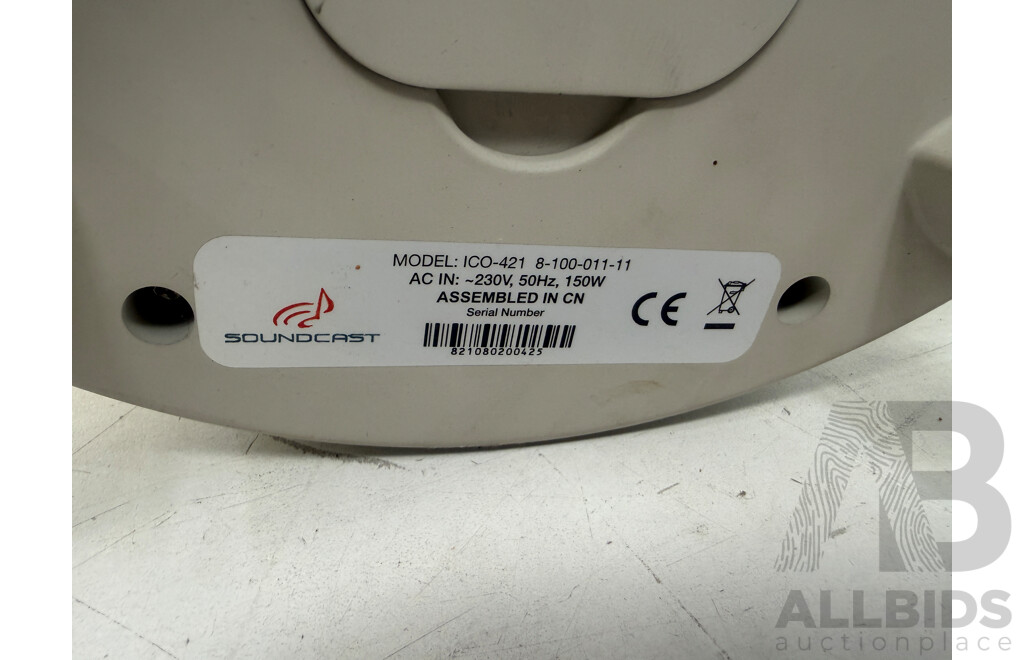 MODEL: ICO-421 8-100-011-11
AC IN: ~230V, 50Hz, 150W
ASSEMBLED IN CN
Serial Number
821080200425
SOUNDCAST
CE
AB
ALLBIDS
auctionplace